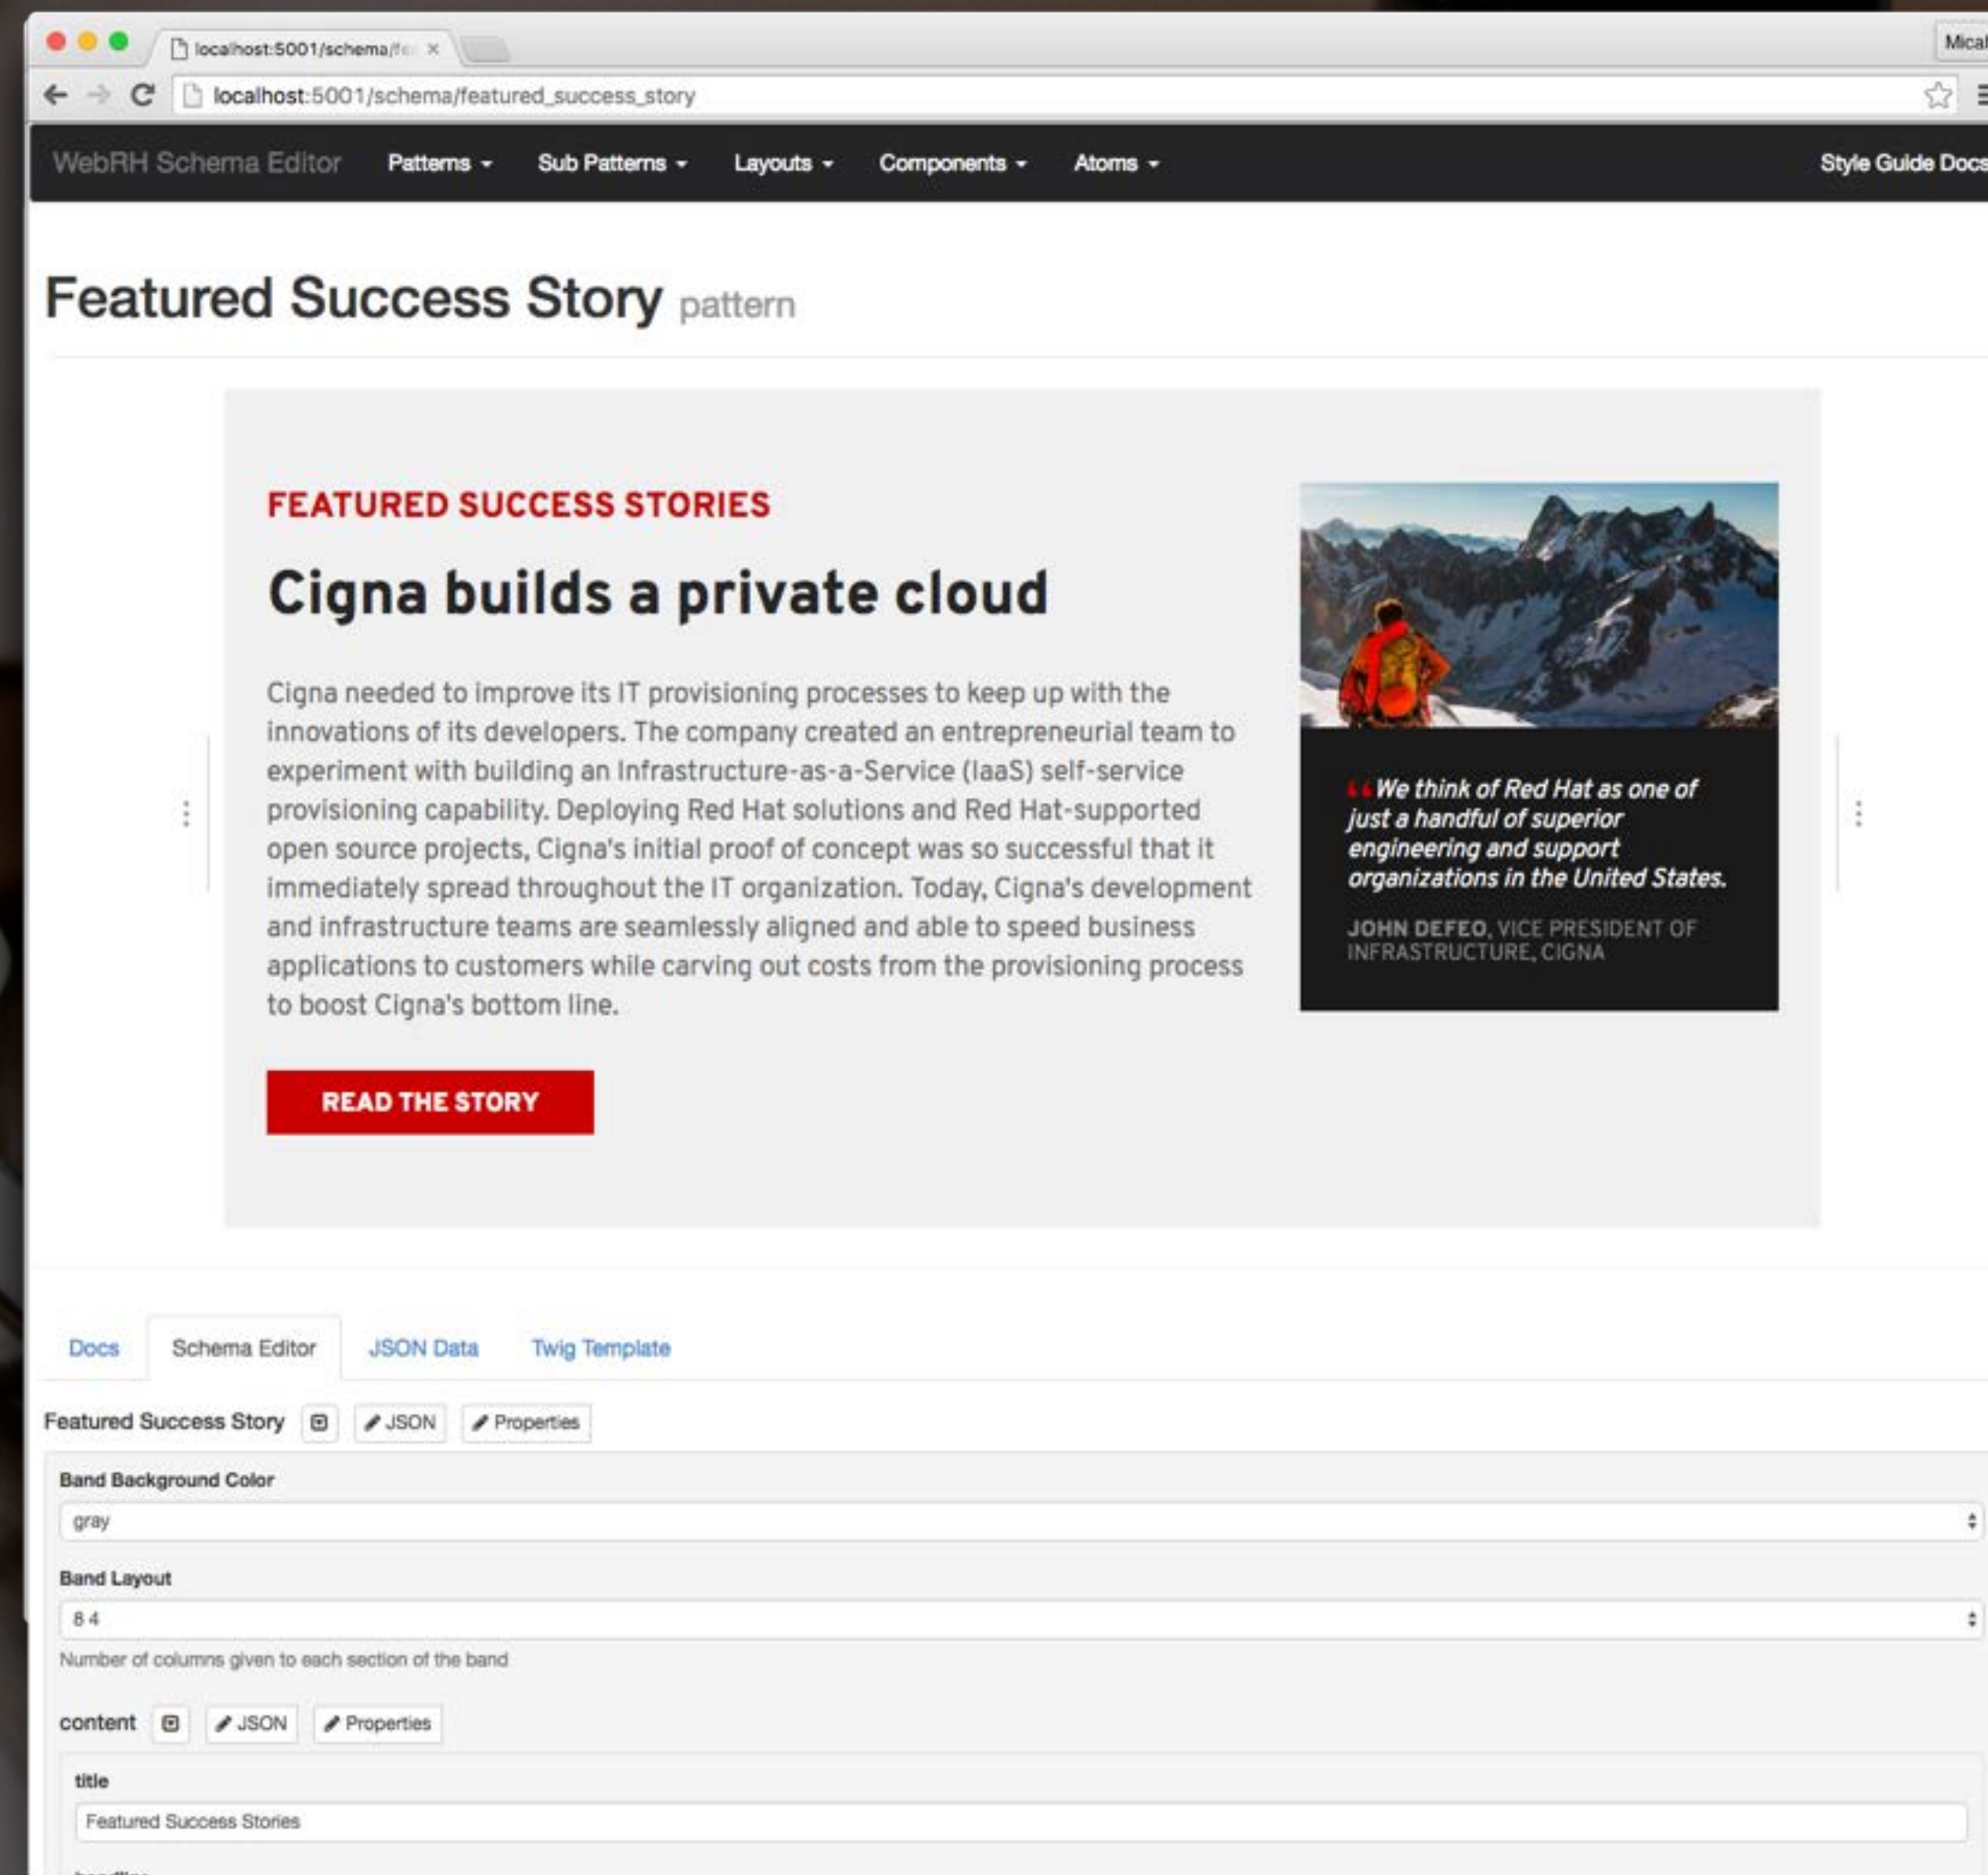 localhost:5001/schema/fe
Mical
localhost:5001/schema/featured_success_story
WebRH Schema Editor Patterns Sub Patterns Layouts Components Atoms Style Guide Docs
Featured Success Story pattern
FEATURED SUCCESS STORIES
Cigna builds a private cloud
Cigna needed to improve its IT provisioning processes to keep up with the
innovations of its developers. The company created an entrepreneurial team to
experiment with building an Infrastructure-as-a-Service (IaaS) self-service
provisioning capability. Deploying Red Hat solutions and Red Hat-supported
open source projects, Cigna's initial proof of concept was so successful that it
immediately spread throughout the IT organization. Today, Cigna's development
and infrastructure teams are seamlessly aligned and able to speed business
applications to customers while carving out costs from the provisioning process
to boost Cigna's bottom line.
READ THE STORY
“We think of Red Hat as one of
just a handful of superior
engineering and support
organizations in the United States.
JOHN DEFEO, VICE PRESIDENT OF
INFRASTRUCTURE, CIGNA
Docs Schema Editor JSON Data Twig Template
Featured Success Story JSON Properties
Band Background Color
gray
Band Layout
8 4
Number of columns given to each section of the band
content JSON Properties
title
Featured Success Stories